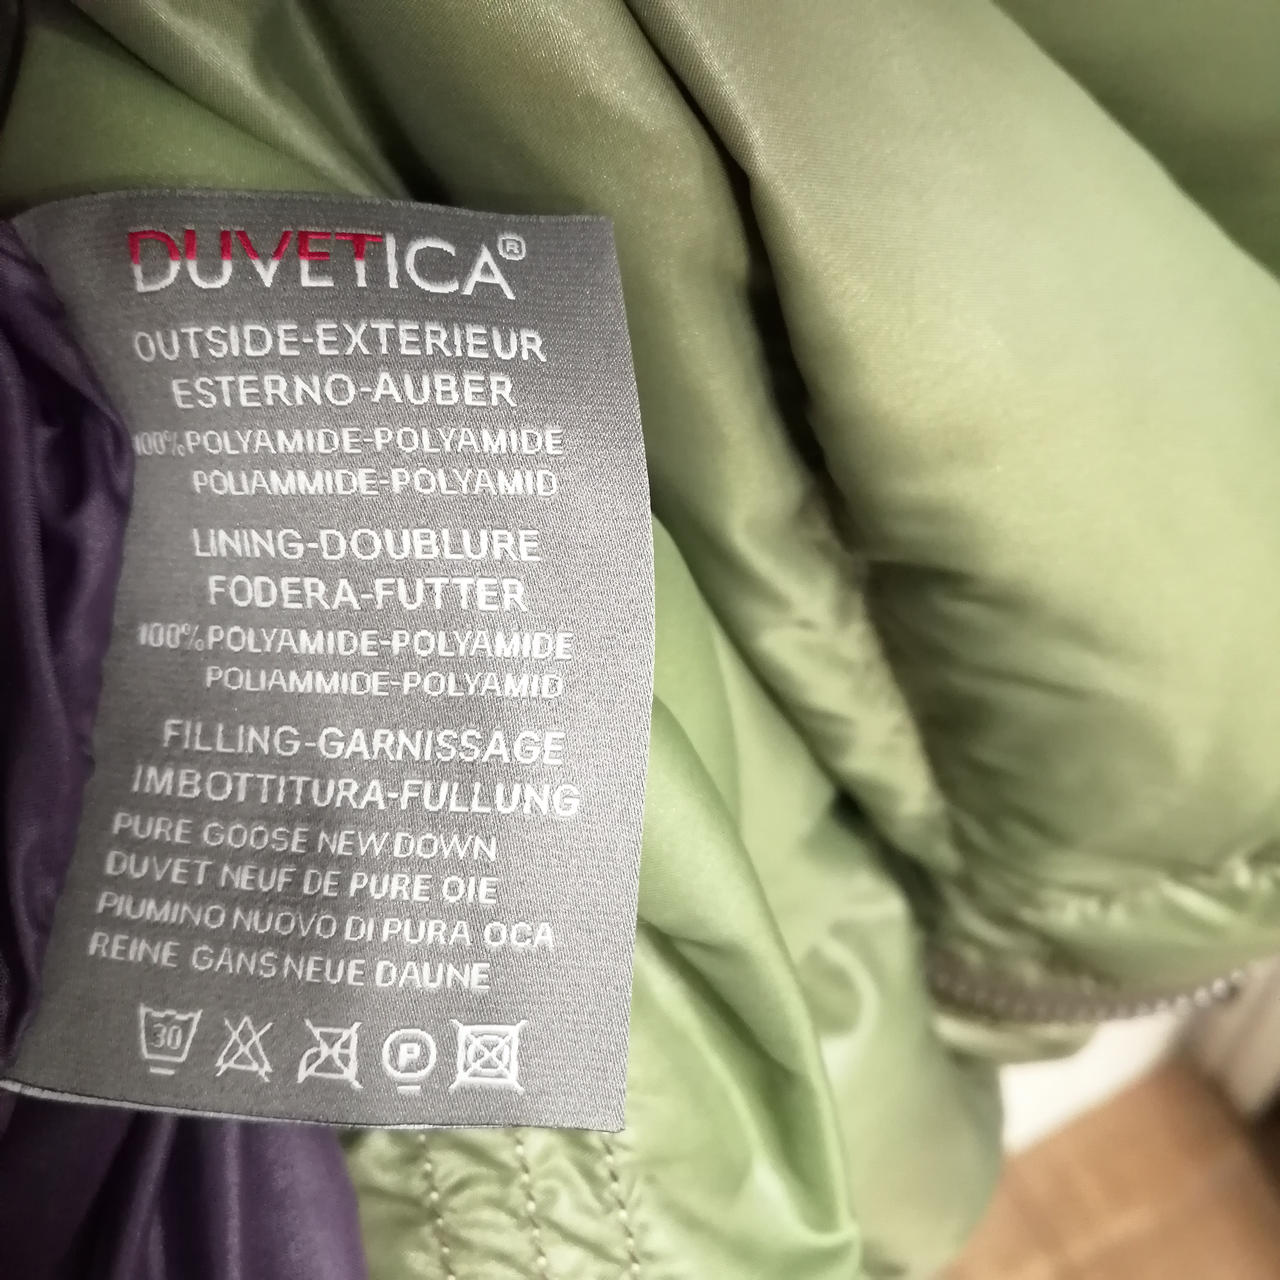 DUVETICA®
OUTSIDE-EXTERIEUR
ESTERNO-AUBER
100%POLYAMIDE-POLYAMIDE
POLIAMMIDE-POLYAMID
LINING-DOUBLURE
FODERA-FUTTER
100%POLYAMIDE-POLYAMIDE
POLIAMMIDE-POLYAMID
FILLING-GARNISSAGE
IMBOTTITURA-FULLUNG
PURE GOOSE NEW DOWN
DUVET NEUF DE PURE OIE
PIUMINO NUOVO DI PURA OCA
REINE GANS NEUE DAUNE
30 P